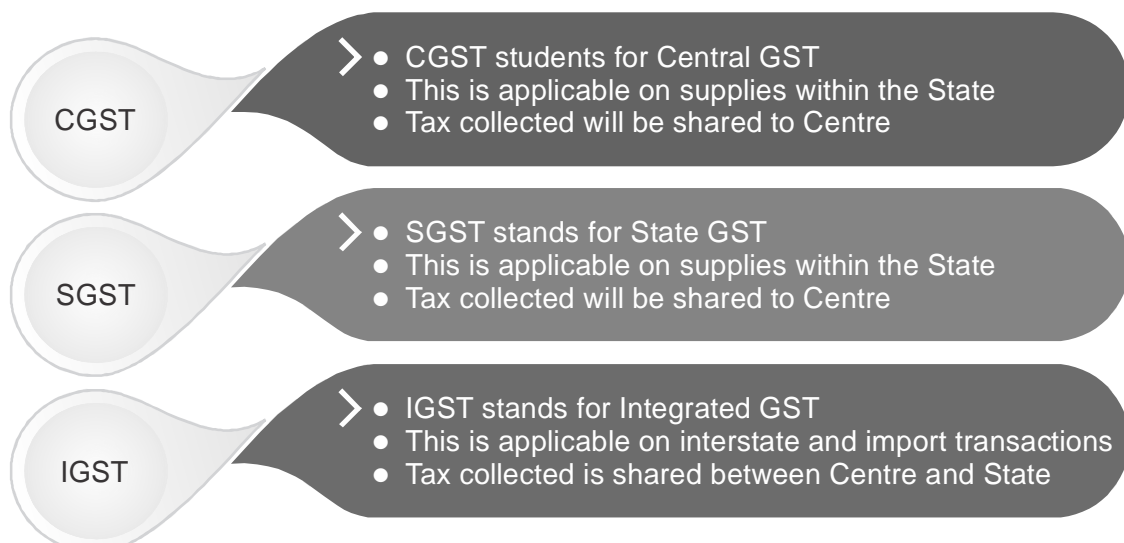 CGST
● CGST students for Central GST
● This is applicable on supplies within the State
● Tax collected will be shared to Centre
SGST
● SGST stands for State GST
● This is applicable on supplies within the State
● Tax collected will be shared to Centre
IGST
● IGST stands for Integrated GST
● This is applicable on interstate and import transactions
● Tax collected is shared between Centre and State